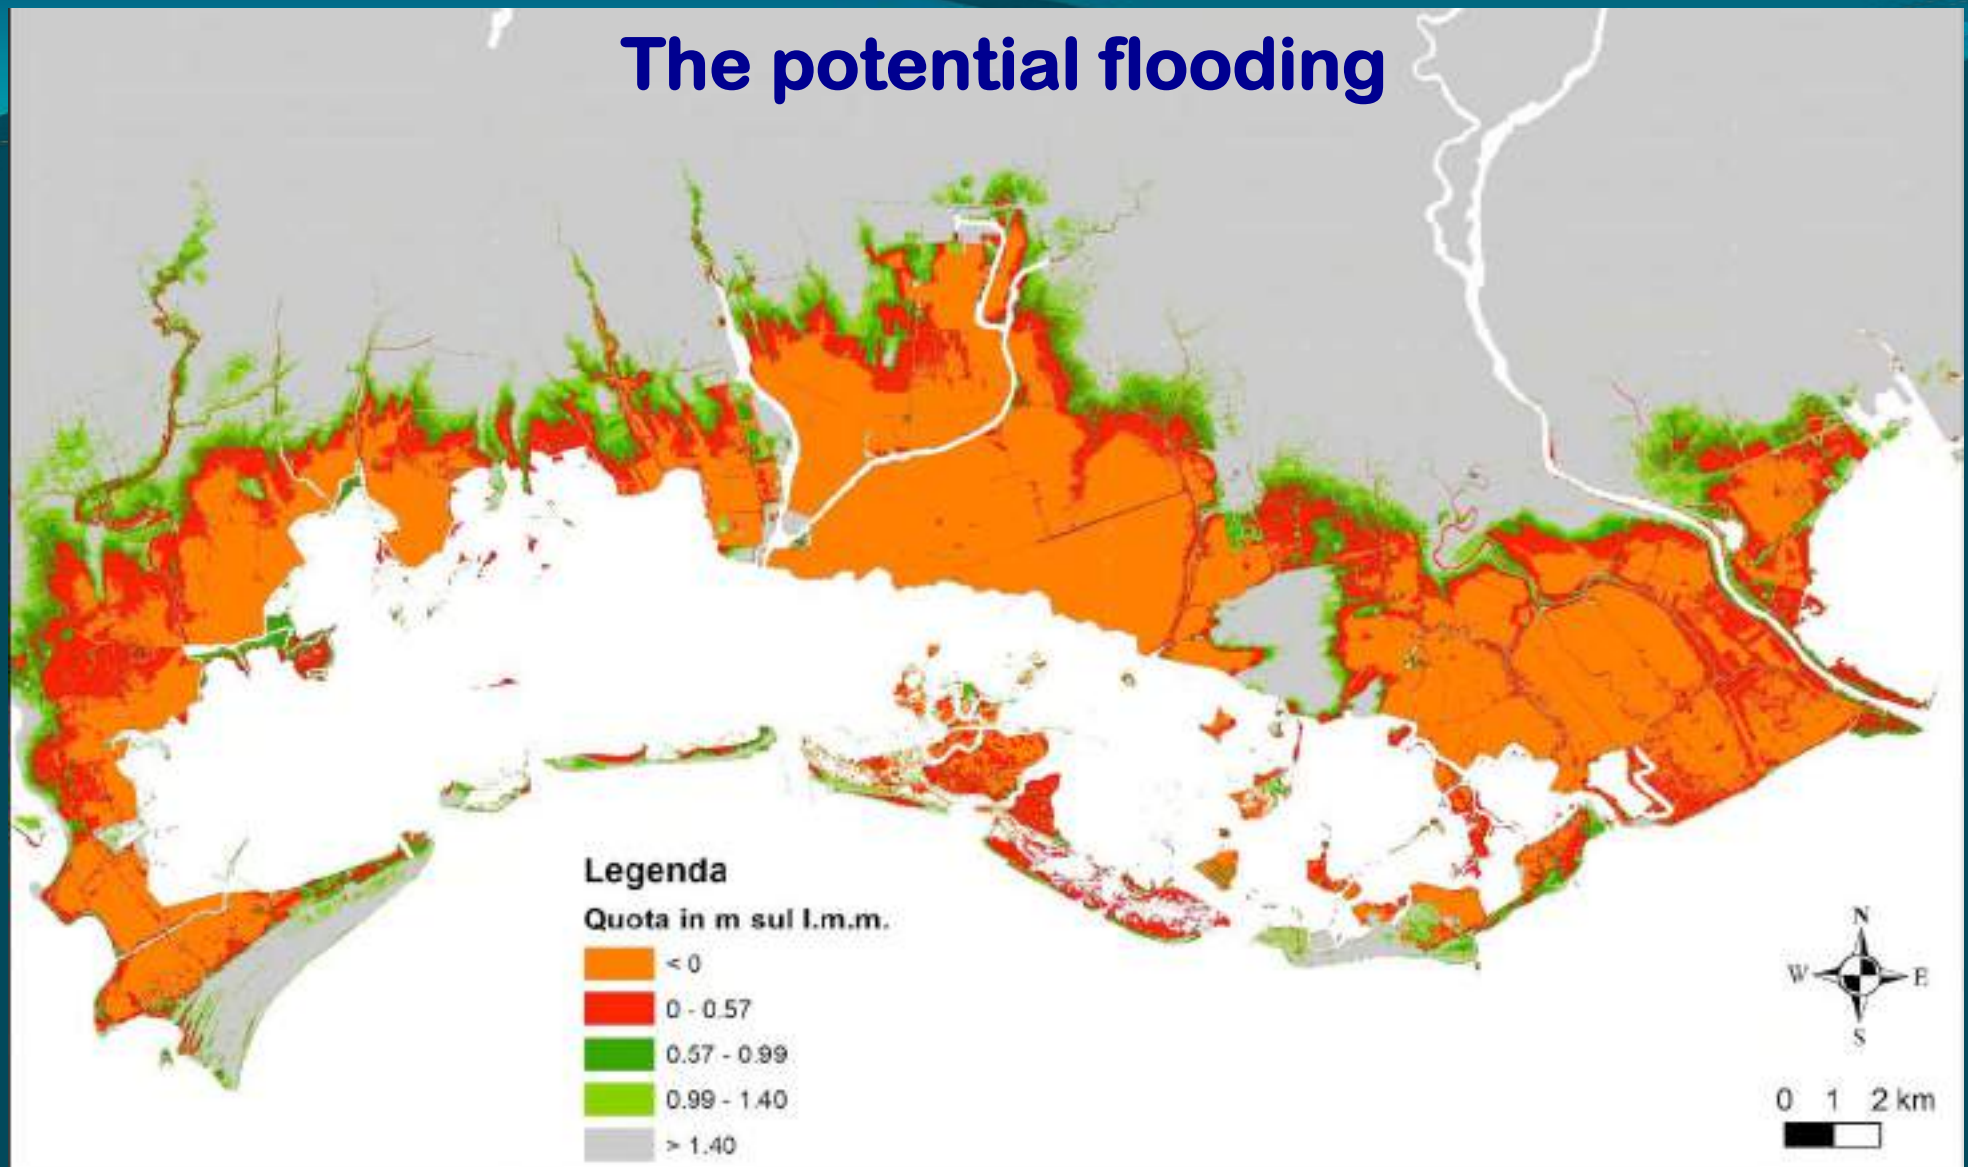 The potential flooding
Legenda
Quota in m sul l.m.m.
< 0
0 - 0.57
0.57 - 0.99
0.99 - 1.40
> 1.40
N
W E
S
0 1 2 km